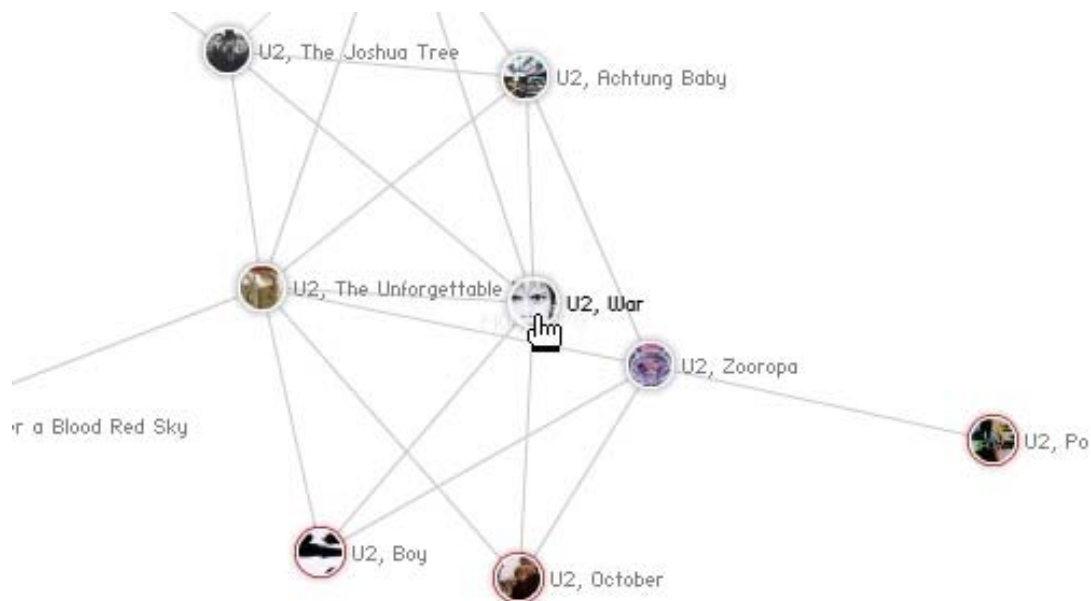 U2, The Joshua Tree
U2, Achtung Baby
U2, The Unforgettable
U2, War
U2, Zooropa
r a Blood Red Sky
U2, Po
U2, Boy
U2, October